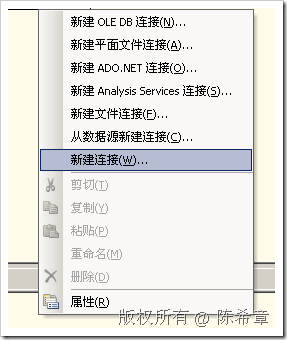 新建 OLE DB 连接(N)...
新建平面文件连接(A)...
新建 ADO.NET 连接(O)...
新建 Analysis Services 连接(S)...
新建文件连接(F)...
从数据源新建连接(C)...
新建连接(W)...
剪切(T)
复制(Y)
粘贴(P)
重命名(M)
删除(D)
属性(R)
版权所有 @ 陈希章